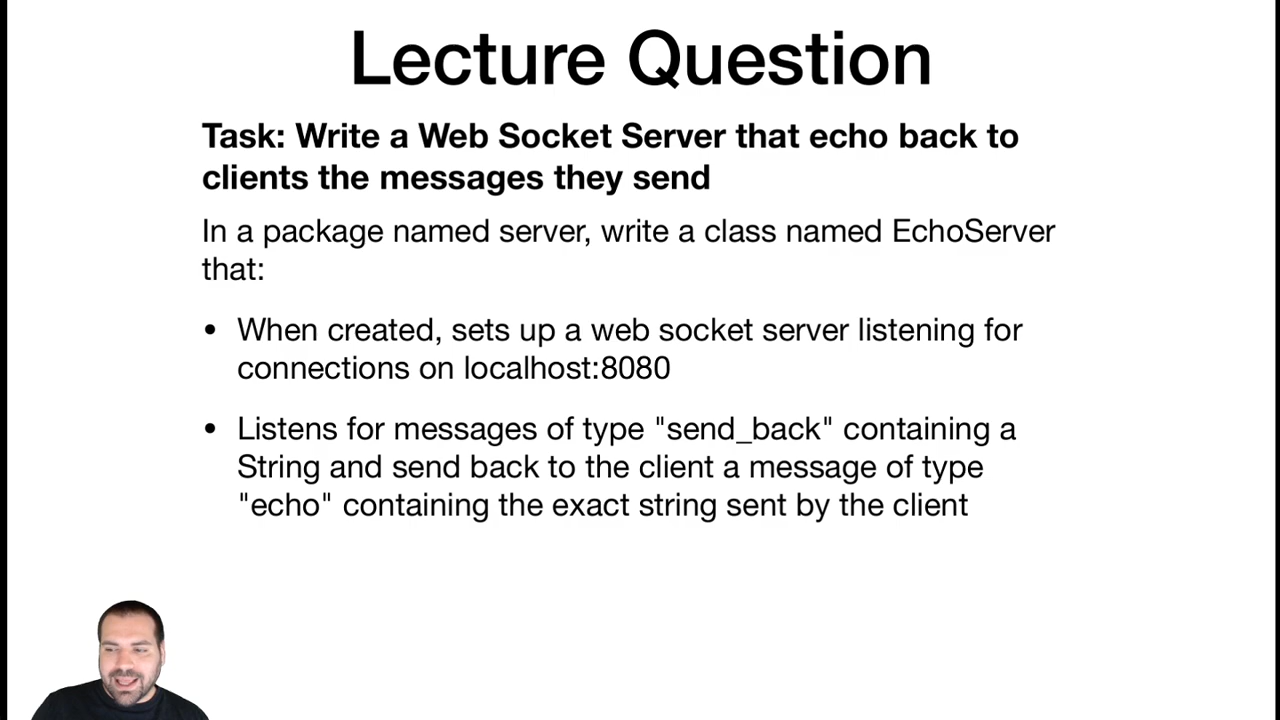 Lecture Question
Task: Write a Web Socket Server that echo back to
clients the messages they send
In a package named server, write a class named EchoServer
that:
• When created, sets up a web socket server listening for
connections on localhost:8080
• Listens for messages of type "send_back" containing a
String and send back to the client a message of type
"echo" containing the exact string sent by the client